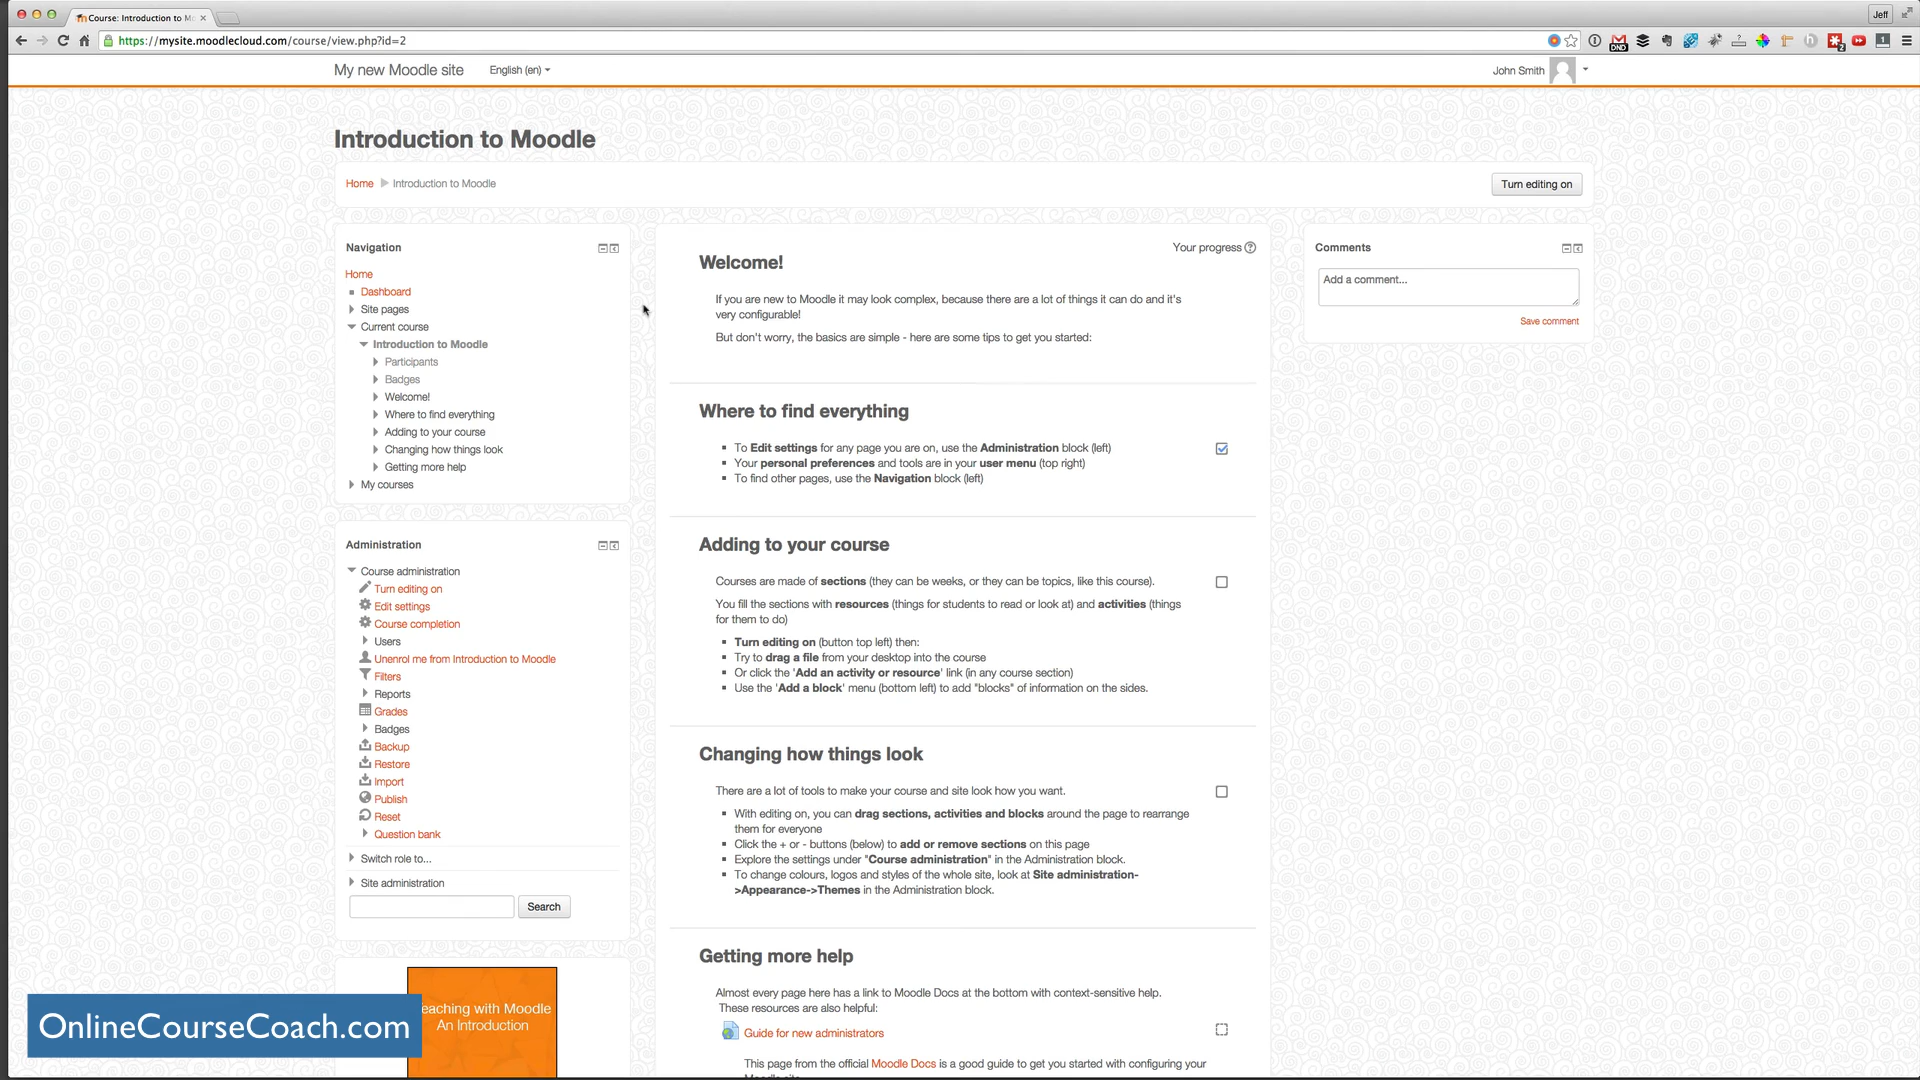 Course: Introduction to Mo
Jeff
https://mysite.moodlecloud.com/course/view.php?id=2
DND
2
1
My new Moodle site
English (en)
John Smith
Introduction to Moodle
Home
Introduction to Moodle
Turn editing on
Navigation
Home
Dashboard
Site pages
Current course
Introduction to Moodle
Participants
Badges
Welcome!
Where to find everything
Adding to your course
Changing how things look
Getting more help
My courses
Administration
Course administration
Turn editing on
Edit settings
Course completion
Users
Unenrol me from Introduction to Moodle
Filters
Reports
Grades
Badges
Backup
Restore
Import
Publish
Reset
Question bank
Switch role to...
Site administration
Search
eaching with Moodle
An Introduction
OnlineCourseCoach.com
Your progress
Welcome!
If you are new to Moodle it may look complex, because there are a lot of things it can do and it's
very configurable!
But don't worry, the basics are simple - here are some tips to get you started:
Where to find everything
To Edit settings for any page you are on, use the Administration block (left)
Your personal preferences and tools are in your user menu (top right)
To find other pages, use the Navigation block (left)
Adding to your course
Courses are made of sections (they can be weeks, or they can be topics, like this course).
You fill the sections with resources (things for students to read or look at) and activities (things
for them to do)
Turn editing on (button top left) then:
Try to drag a file from your desktop into the course
Or click the 'Add an activity or resource' link (in any course section)
Use the 'Add a block' menu (bottom left) to add "blocks" of information on the sides.
Changing how things look
There are a lot of tools to make your course and site look how you want.
With editing on, you can drag sections, activities and blocks around the page to rearrange
them for everyone
Click the + or - buttons (below) to add or remove sections on this page
Explore the settings under "Course administration" in the Administration block.
To change colours, logos and styles of the whole site, look at Site administration-
>Appearance->Themes in the Administration block.
Getting more help
Almost every page here has a link to Moodle Docs at the bottom with context-sensitive help.
These resources are also helpful:
Guide for new administrators
This page from the official Moodle Docs is a good guide to get you started with configuring your
Comments
Add a comment...
Save comment